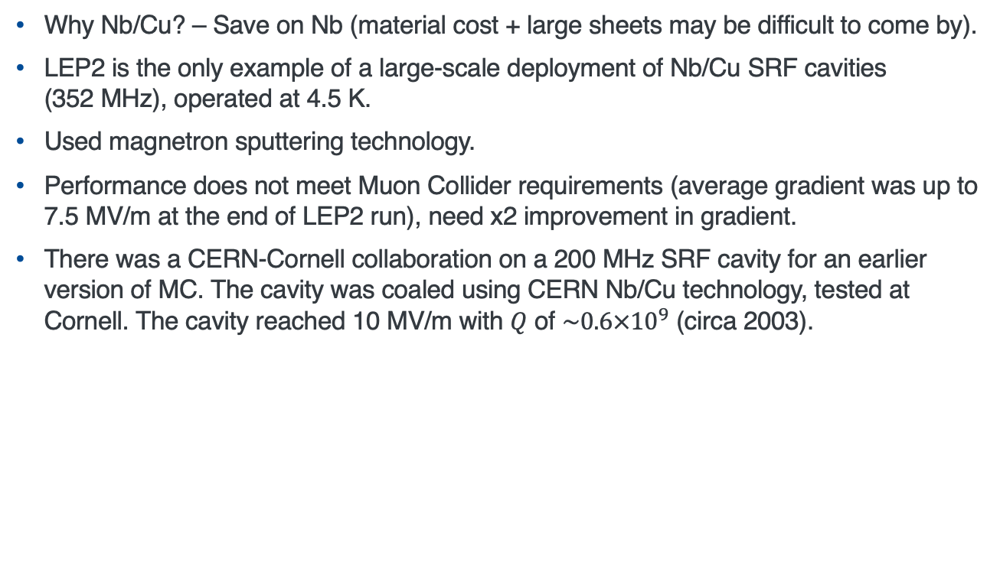 • Why Nb/Cu? – Save on Nb (material cost + large sheets may be difficult to come by).
• LEP2 is the only example of a large-scale deployment of Nb/Cu SRF cavities
(352 MHz), operated at 4.5 K.
• Used magnetron sputtering technology.
• Performance does not meet Muon Collider requirements (average gradient was up to
7.5 MV/m at the end of LEP2 run), need x2 improvement in gradient.
• There was a CERN-Cornell collaboration on a 200 MHz SRF cavity for an earlier
version of MC. The cavity was coaled using CERN Nb/Cu technology, tested at
Cornell. The cavity reached 10 MV/m with Q of ~0.6×10⁹ (circa 2003).